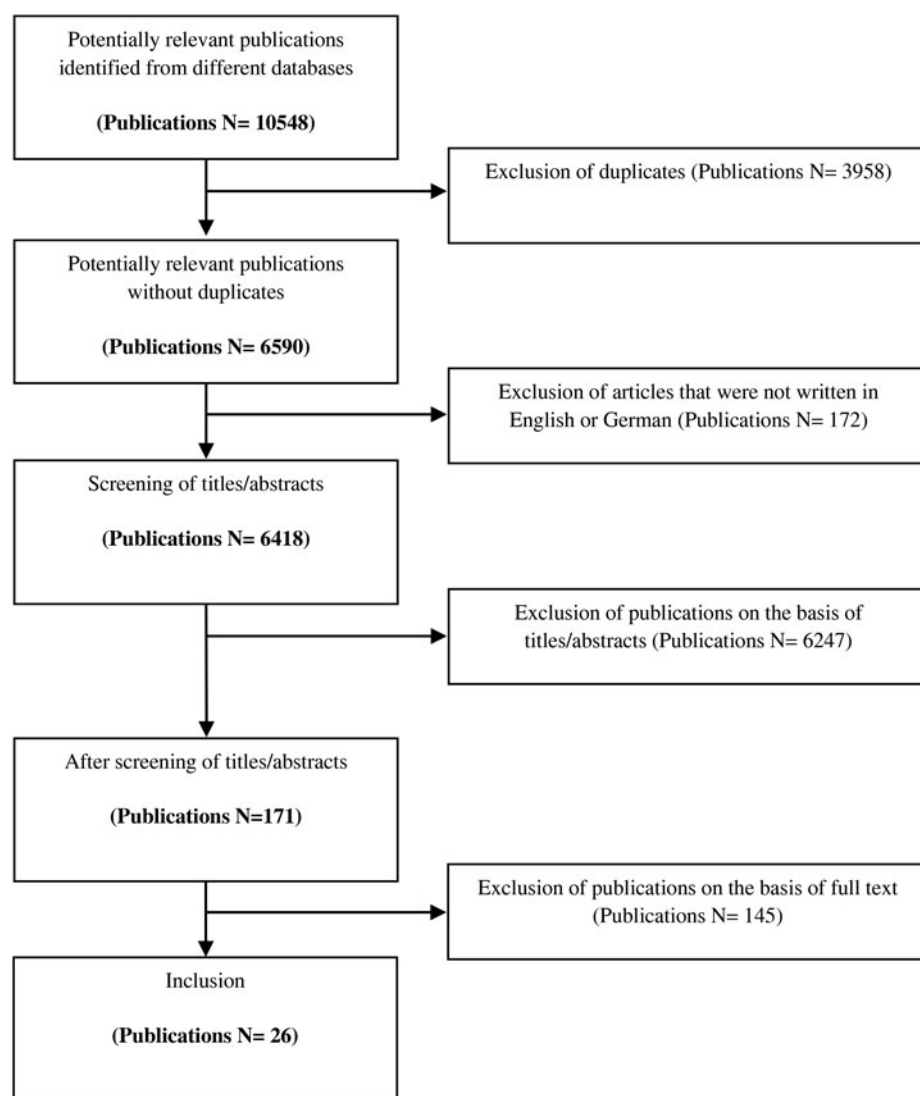 Potentially relevant publications
identified from different databases
(Publications N= 10548)
Exclusion of duplicates (Publications N= 3958)
Potentially relevant publications
without duplicates
(Publications N= 6590)
Exclusion of articles that were not written in
English or German (Publications N= 172)
Screening of titles/abstracts
(Publications N= 6418)
Exclusion of publications on the basis of
titles/abstracts (Publications N= 6247)
After screening of titles/abstracts
(Publications N=171)
Exclusion of publications on the basis of full text
(Publications N= 145)
Inclusion
(Publications N= 26)